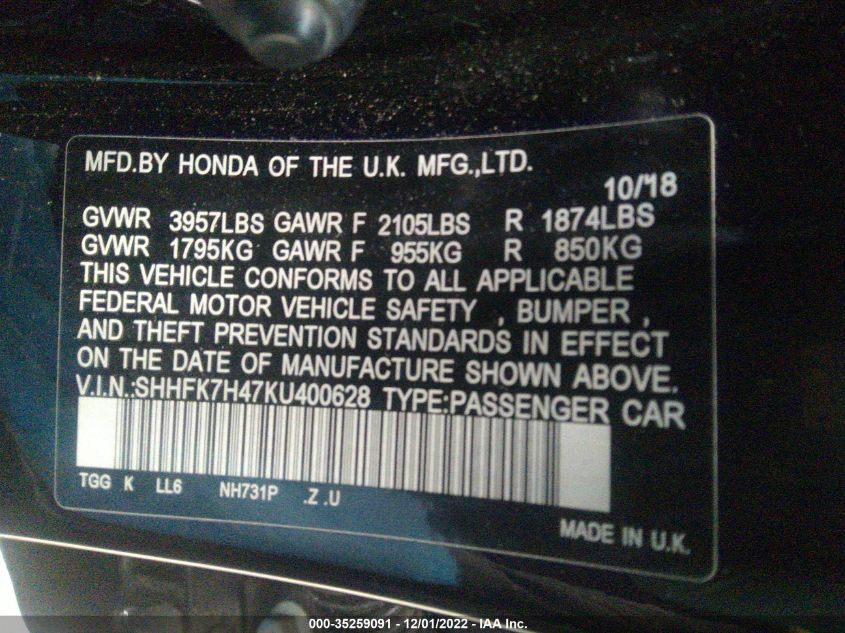 MFD.BY HONDA OF THE U.K. MFG.,LTD.
10/18
GVWR 3957LBS GAWR F 2105LBS R 1874LBS
GVWR 1795KG GAWR F 955KG R 850KG
THIS VEHICLE CONFORMS TO ALL APPLICABLE
FEDERAL MOTOR VEHICLE SAFETY , BUMPER ,
AND THEFT PREVENTION STANDARDS IN EFFECT
ON THE DATE OF MANUFACTURE SHOWN ABOVE.
V.I.N.:SHHFK7H47KU400628 TYPE:PASSENGER CAR
TGG K LL6 NH731P .Z .U
MADE IN U.K.
000-35259091 - 12/01/2022 - IAA Inc.